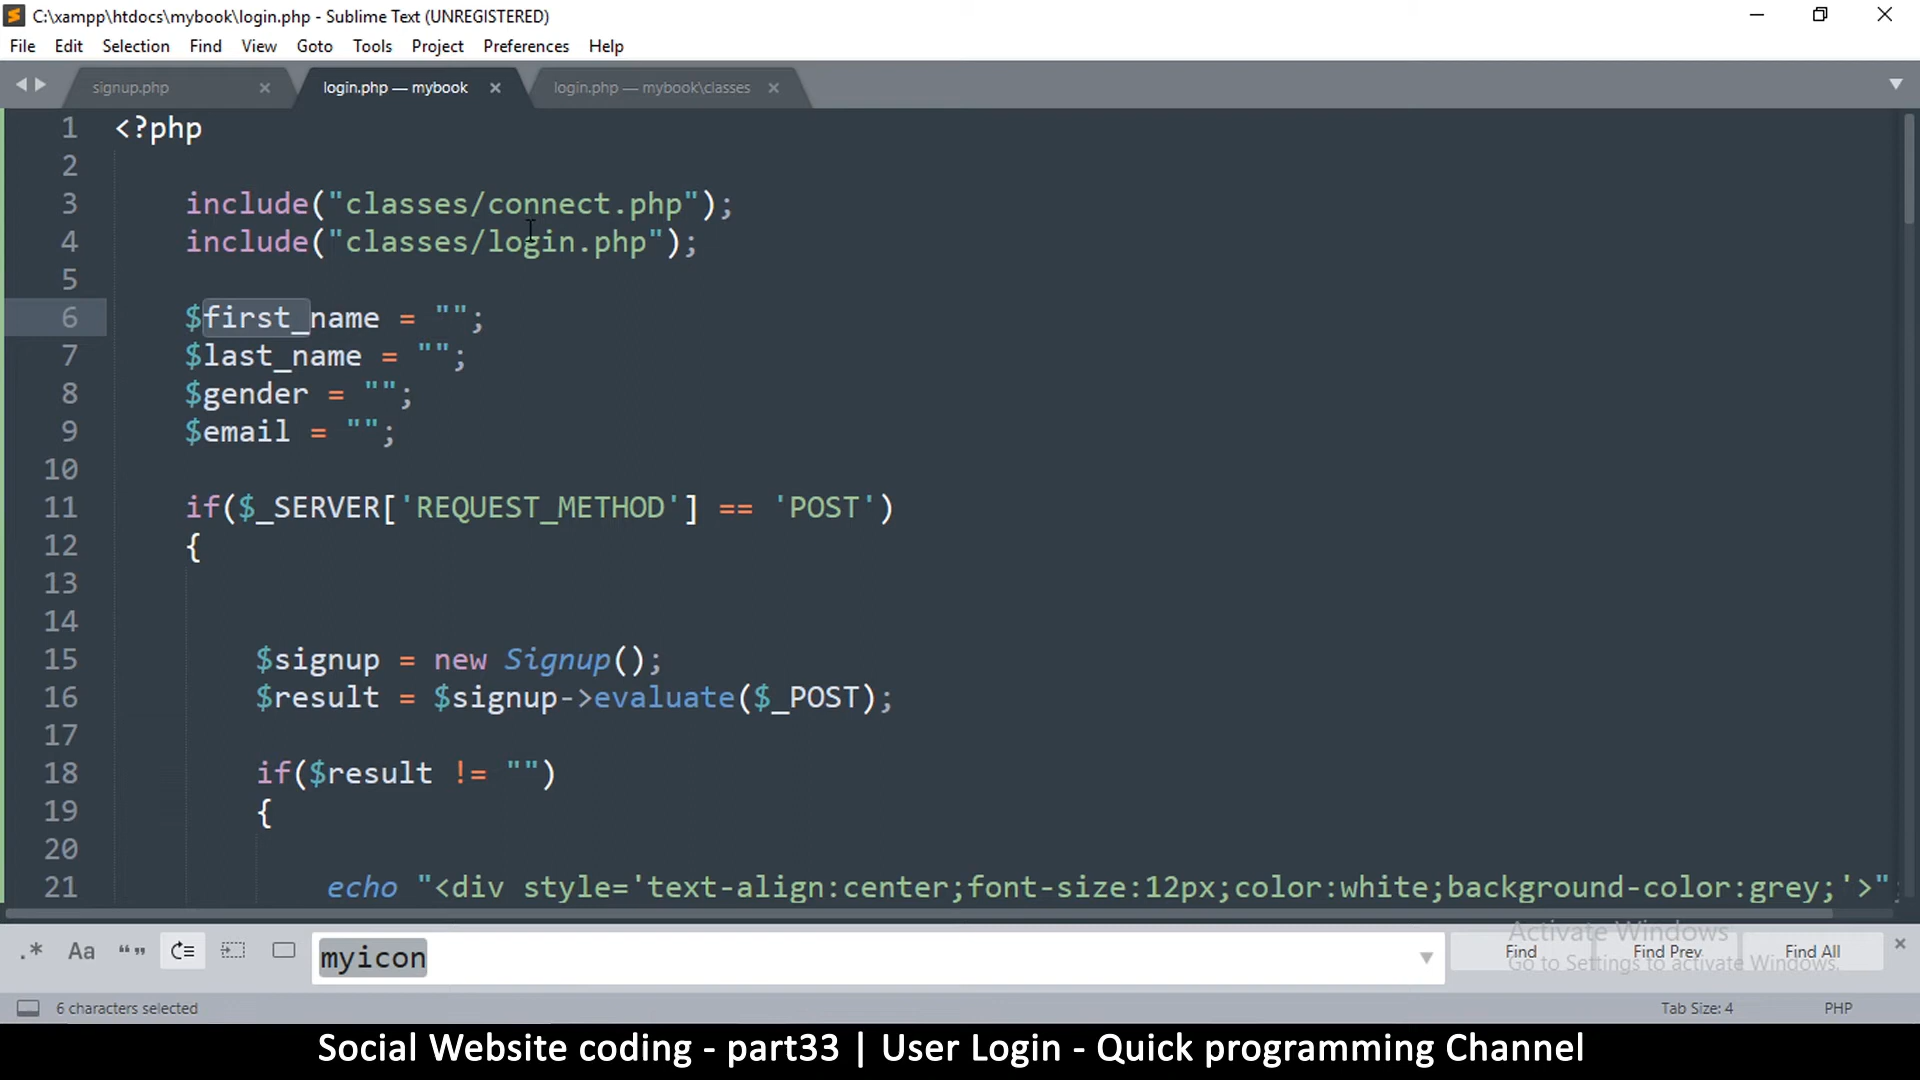 C:\xampp\htdocs\mybook\login.php - Sublime Text (UNREGISTERED)
File Edit Selection Find View Goto Tools Project Preferences Help
signup.php login.php — mybook login.php — mybook\classes
1 <?php
2
3 include("classes/connect.php");
4 include("classes/login.php");
5
6 $first_name = "";
7 $last_name = "";
8 $gender = "";
9 $email = "";
10
11 if($_SERVER['REQUEST_METHOD'] == 'POST')
12 {
13
14
15 $signup = new Signup();
16 $result = $signup->evaluate($_POST);
17
18 if($result != "")
19 {
20
21 echo "<div style='text-align:center;font-size:12px;color:white;background-color:grey;'>";
Activate Windows
.* Aa “ ” myicon Find Find Prev Find All
Go to Settings to activate Windows.
6 characters selected Tab Size: 4 PHP
Social Website coding - part33 | User Login - Quick programming Channel